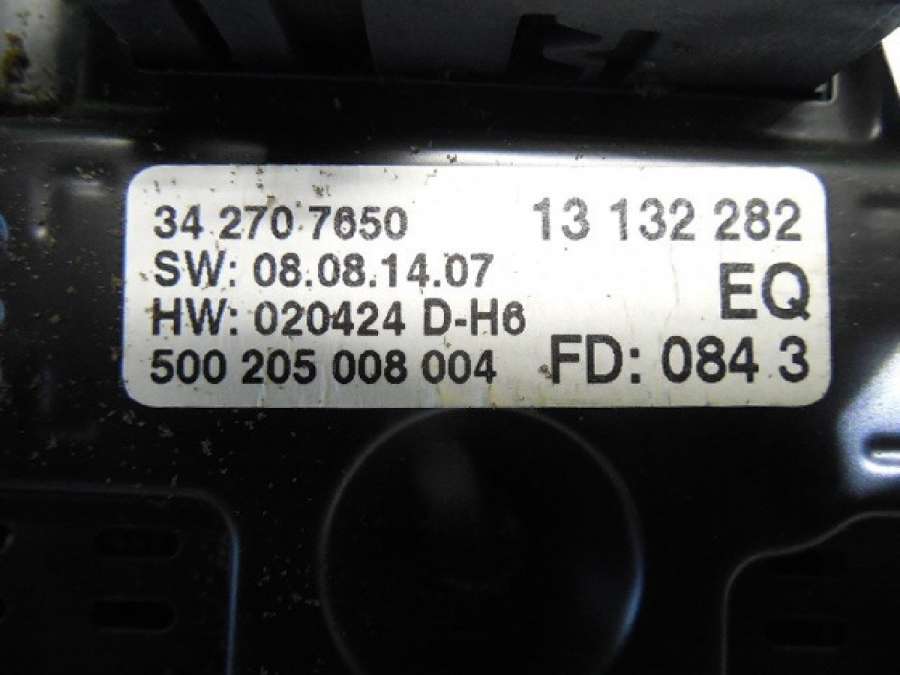 34 270 7650 13 132 282
SW: 08.08.14.07 EQ
HW: 020424 D-H6
500 205 008 004 FD: 084 3